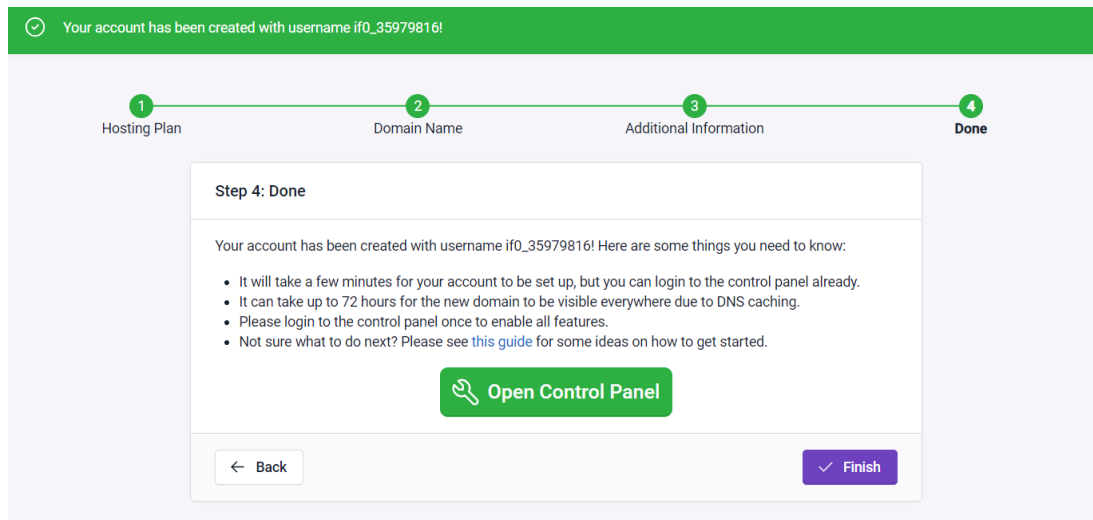 Your account has been created with username if0_35979816!
1
2
3
4
Hosting Plan
Domain Name
Additional Information
Done
Step 4: Done
Your account has been created with username if0_35979816! Here are some things you need to know:
It will take a few minutes for your account to be set up, but you can login to the control panel already.
It can take up to 72 hours for the new domain to be visible everywhere due to DNS caching.
Please login to the control panel once to enable all features.
Not sure what to do next? Please see this guide for some ideas on how to get started.
Open Control Panel
Back
Finish